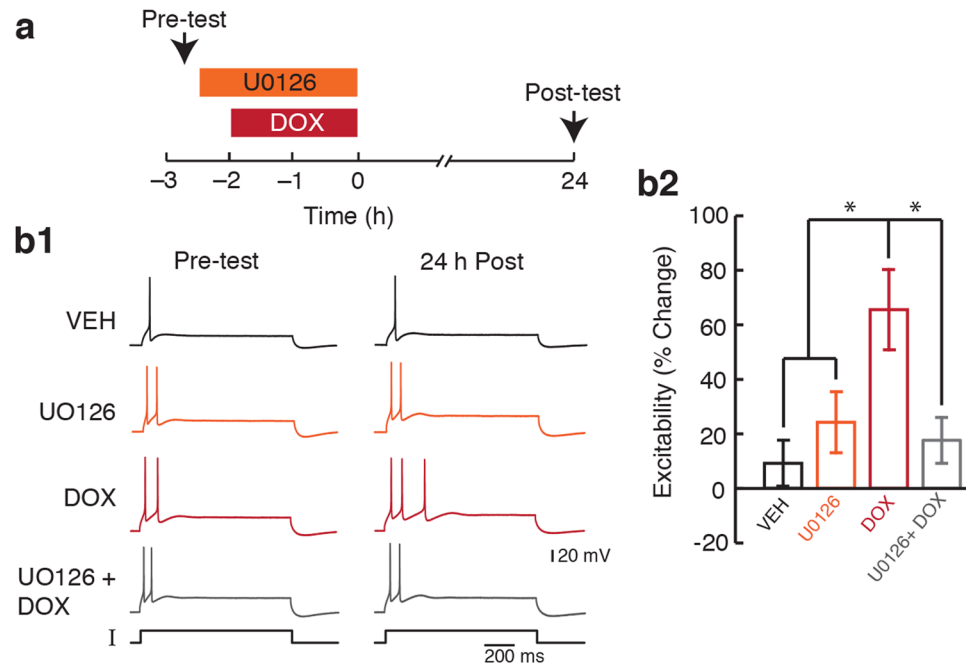 a
Pre-test
U0126
DOX
Post-test
–3 –2 –1 0 24
Time (h)
b1
Pre-test 24 h Post
VEH
UO126
DOX
20 mV
UO126 +
DOX
I
200 ms
b2
Excitability (% Change)
100
80
60
40
20
0
-20
* *
VEH
U0126
DOX
U0126+ DOX